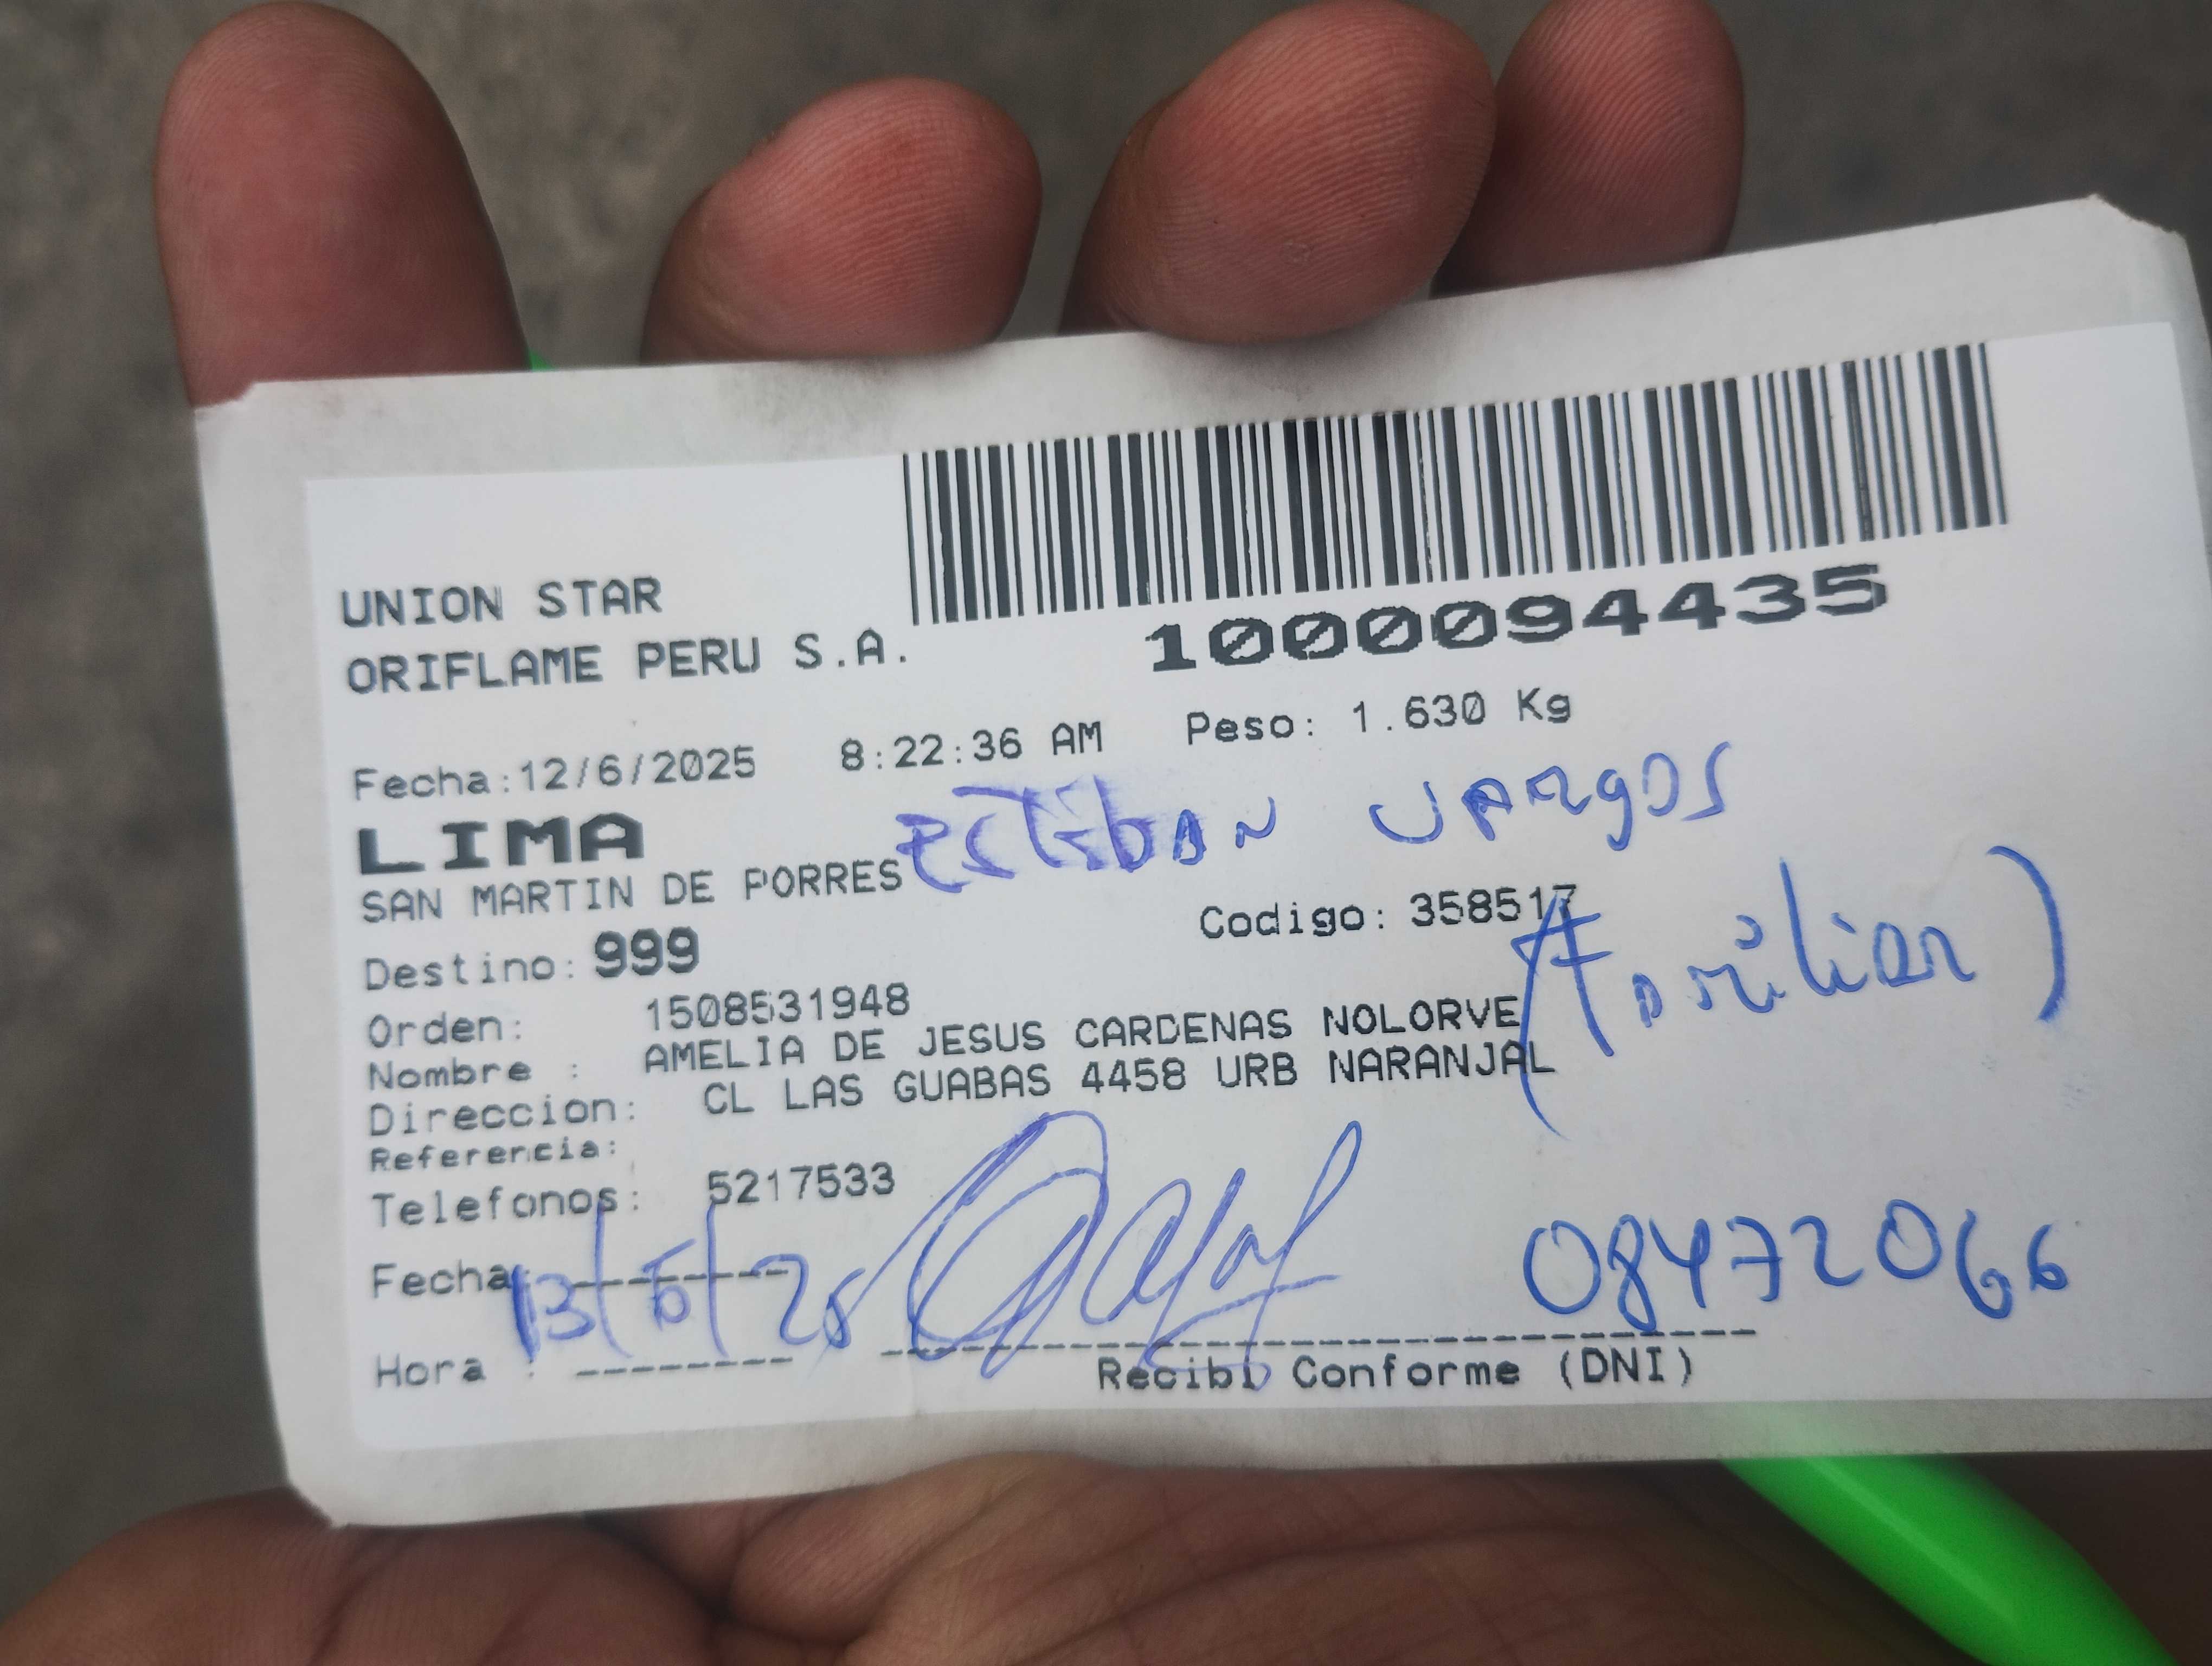 UNION STAR
ORIFLAME PERU S.A.
1000094435
Fecha:12/6/2025 8:22:36 AM Peso: 1.630 Kg
LIMA
Esteban VArgas
SAN MARTIN DE PORRES
Codigo: 358517
(familiar)
Destino: 999
Orden: 1508531948
Nombre : AMELIA DE JESUS CARDENAS NOLORVE
Direccion: CL LAS GUABAS 4458 URB NARANJAL
Referencia:
Telefonos: 5217533
Fecha: 13/6/25
08472066
Hora :
Recibi Conforme (DNI)